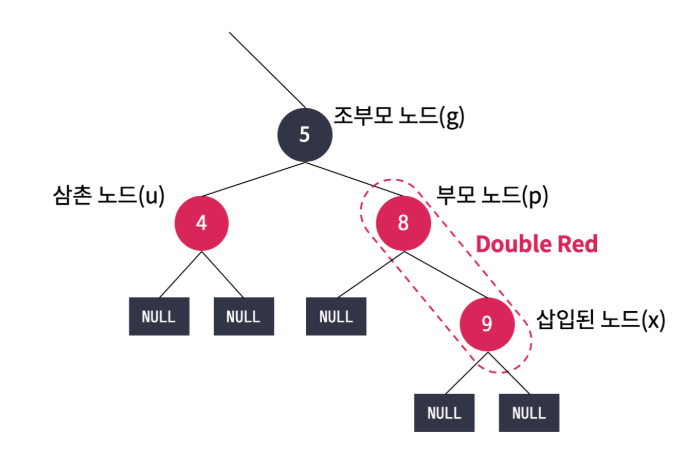 조부모 노드(g)
5
삼촌 노드(u)
부모 노드(p)
4
8
Double Red
NULL
NULL
NULL
9
삽입된 노드(x)
NULL
NULL